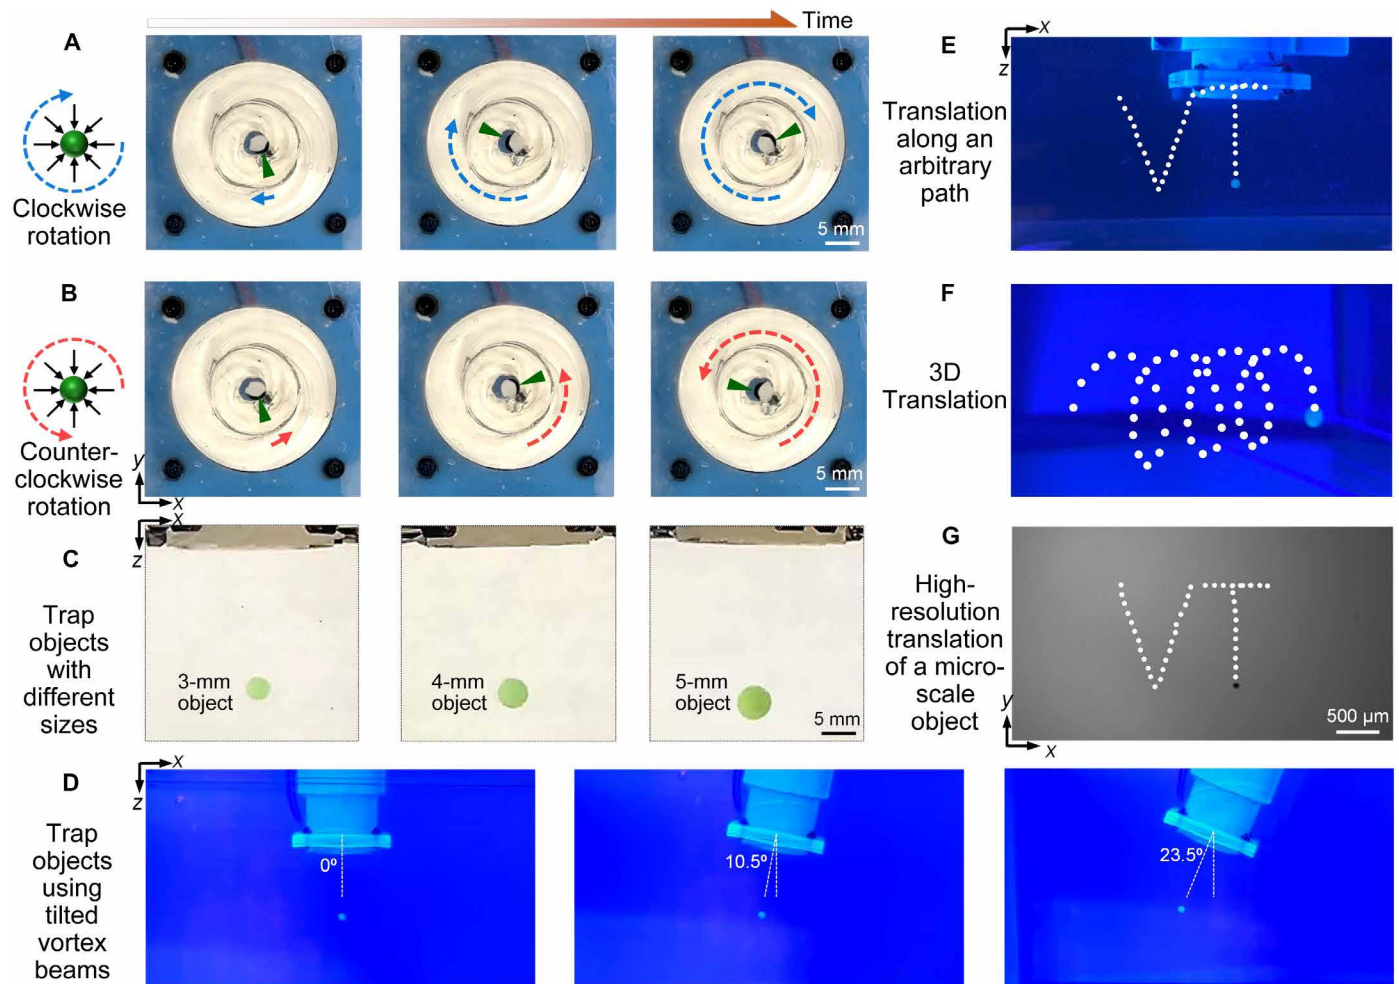 Time
A
Clockwise
rotation
5 mm
B
Counter-
clockwise
rotation
y
x
5 mm
x
z
C
Trap
objects
with
different
sizes
3-mm
object
4-mm
object
5-mm
object
5 mm
x
z
D
Trap
objects
using
tilted
vortex
beams
0º
10.5º
23.5º
x
z
E
Translation
along an
arbitrary
path
F
3D
Translation
G
High-
resolution
translation
of a micro-
scale
object
VT
500 µm
y
x